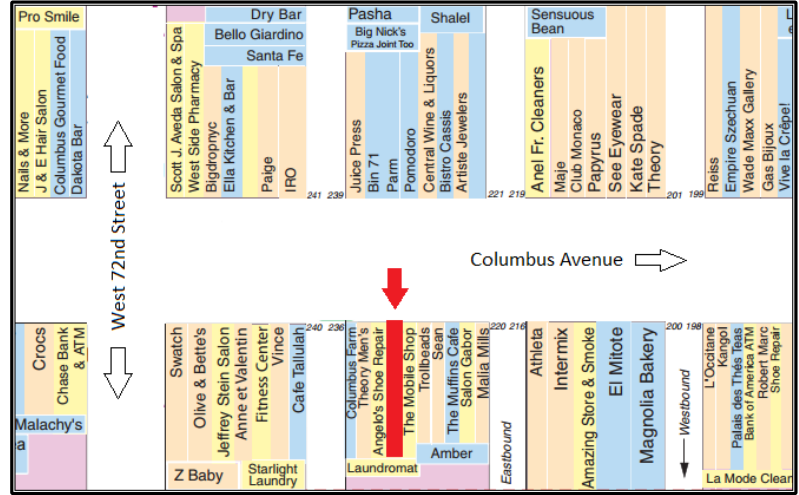 Pro Smile
Nails & More
J & E Hair Salon
Columbus Gourmet Food
Dakota Bar
Dry Bar
Bello Giardino
Santa Fe
Scott J. Aveda Salon & Spa
West Side Pharmacy
Bigdropnyc
Ella Kitchen & Bar
Paige
IRO
241
239
Pasha
Big Nick's
Pizza Joint Too
Shalel
Juice Press
Bin 71
Parm
Pomodoro
Central Wine & Liquors
Bistro Cassis
Artiste Jewelers
221
219
Sensuous
Bean
Anel Fr. Cleaners
Maje
Club Monaco
Papyrus
See Eyewear
Kate Spade
Theory
201
199
Reiss
Empire Szechuan
Wade Maxx Gallery
Gas Bijoux
Vive la Crêpe!
West 72nd Street
Columbus Avenue
Crocs
Chase Bank
& ATM
Malachy's
Swatch
Olive & Bette's
Jeffrey Stein Salon
Anne et Valentin
Fitness Center
Vince
Cafe Tallulah
240
236
Z Baby
Starlight
Laundry
Columbus Farm
Theory Men's
Angelo's Shoe Repair
The Mobile Shop
Trollbeads
Sean
The Muffins Cafe
Salon Gabor
Malia Mills
220
216
Laundromat
Amber
Eastbound
Athleta
Intermix
Amazing Store & Smoke
El Mitote
Magnolia Bakery
200
198
Westbound
L'Occitane
Kangol
Palais des Thés Teas
Bank of America ATM
Robert Marc
Shoe Repair
La Mode Clean